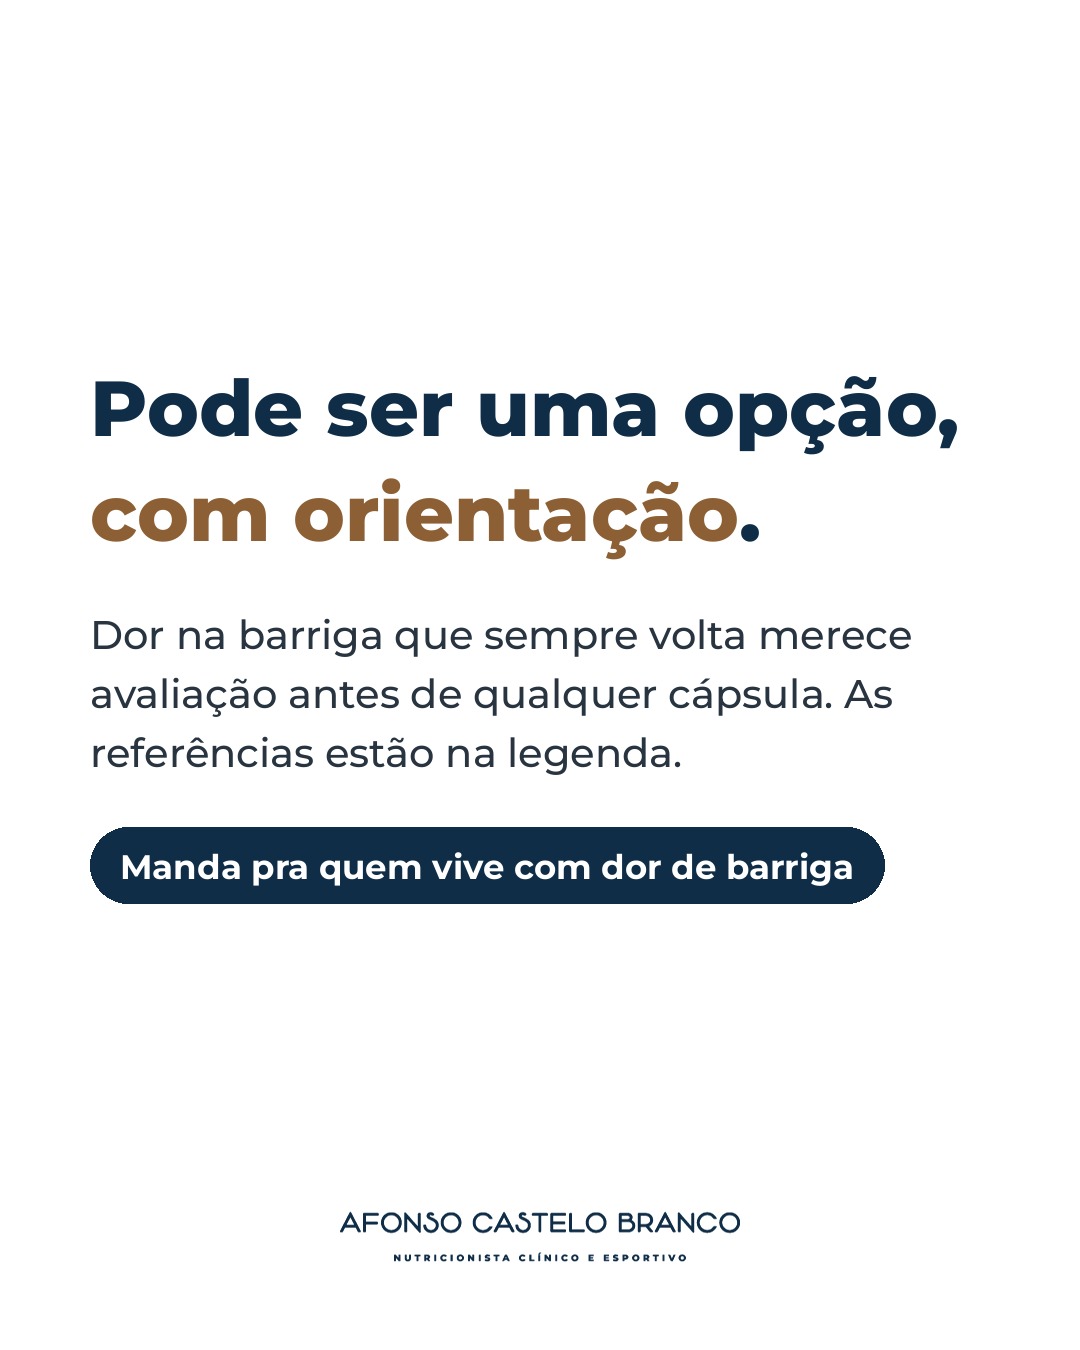 Pode ser uma opção,
com orientação.
Dor na barriga que sempre volta merece
avaliação antes de qualquer cápsula. As
referências estão na legenda.
Manda pra quem vive com dor de barriga
AFONSO CASTELO BRANCO
NUTRICIONISTA CLÍNICO E ESPORTIVO